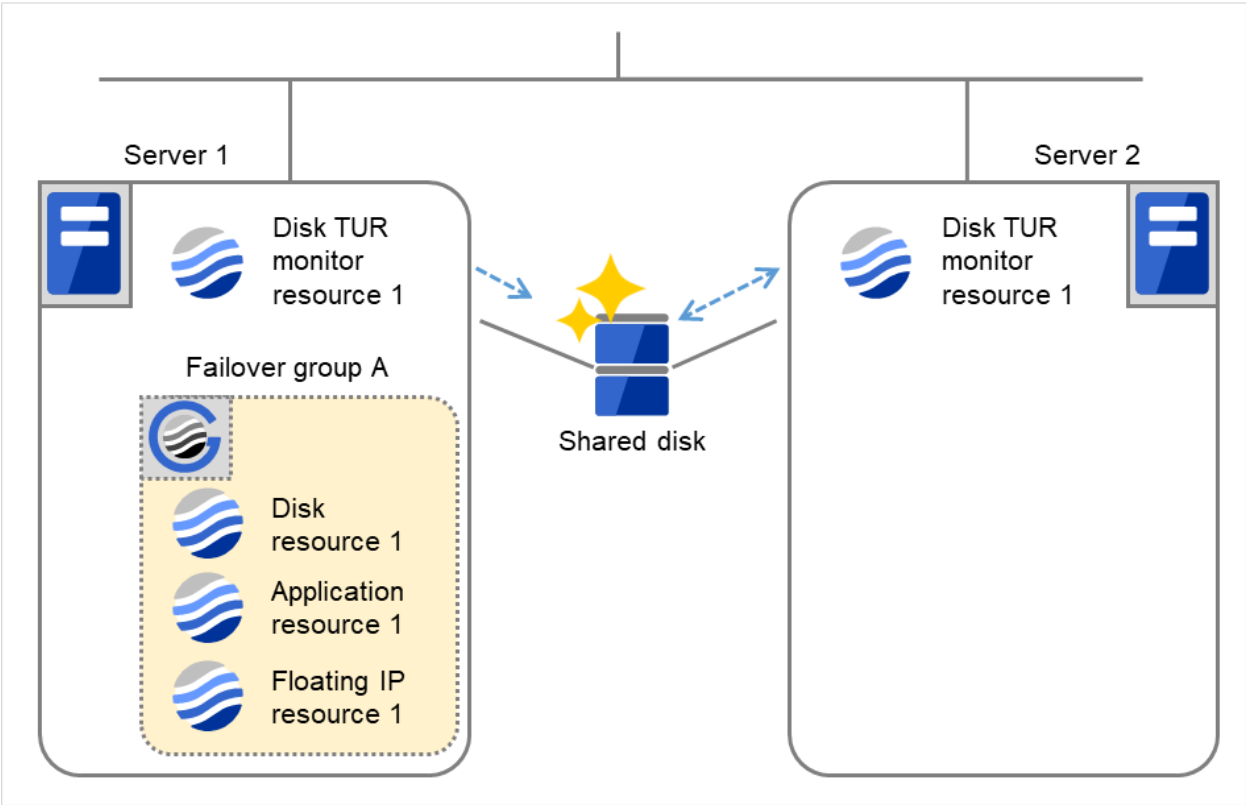 Server 1
Server 2
Disk TUR
monitor
resource 1
Disk TUR
monitor
resource 1
Failover group A
Shared disk
Disk
resource 1
Application
resource 1
Floating IP
resource 1